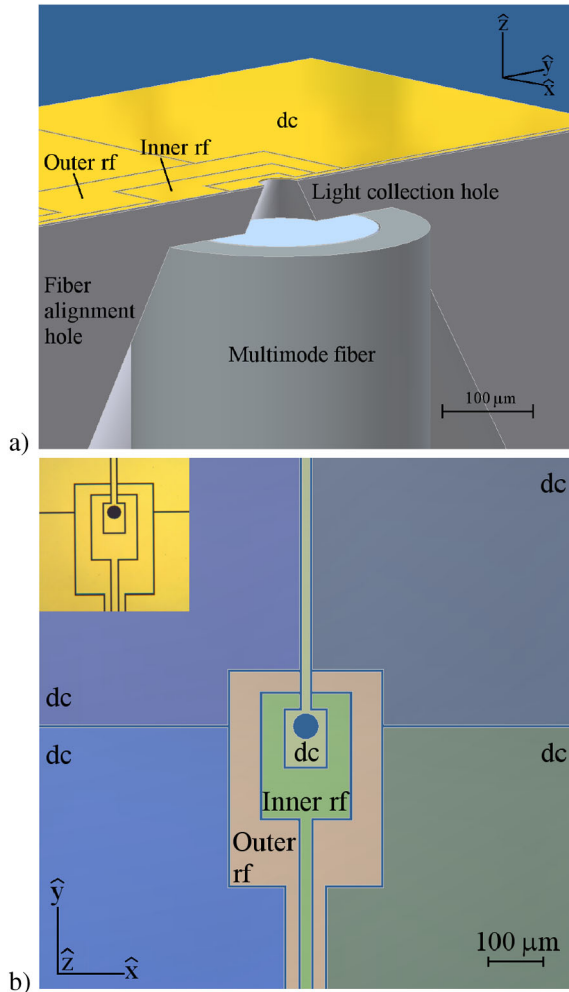 ẑ
ŷ
x̂
dc
Inner rf
Outer rf
Light collection hole
Fiber
alignment
hole
Multimode fiber
100 μm
a)
dc
dc
dc
dc
dc
Inner rf
Outer
rf
ŷ
ẑ
x̂
100 μm
b)